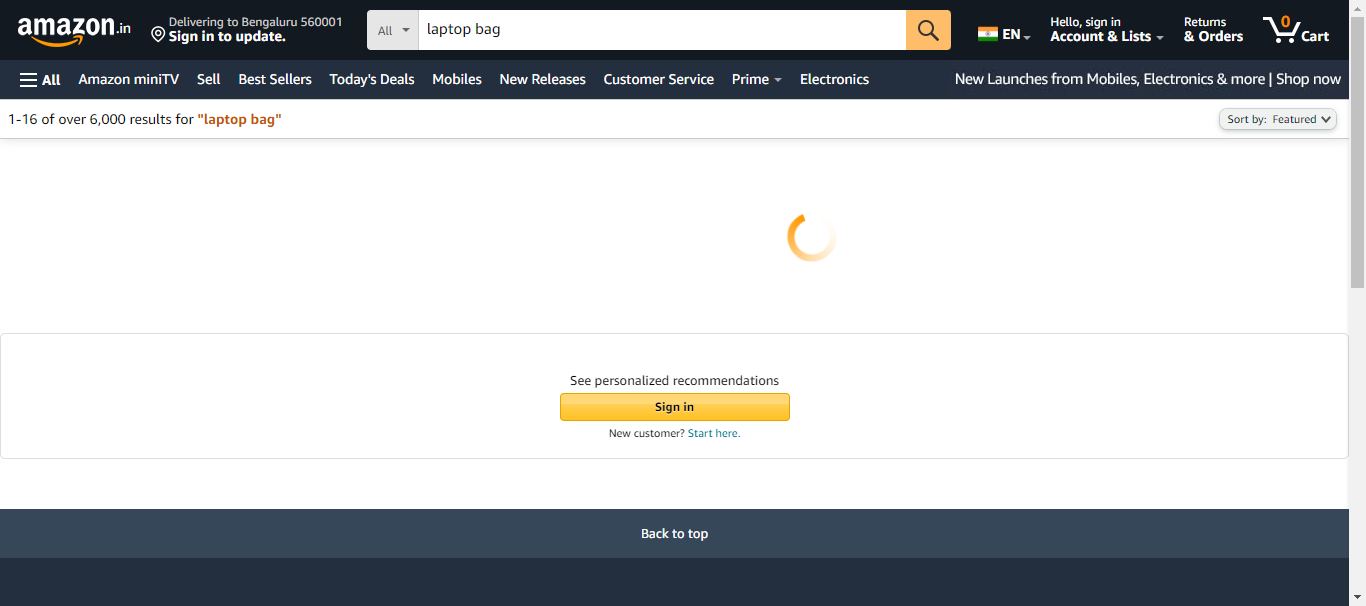 amazon.in
Delivering to Bengaluru 560001
Sign in to update.
All
laptop bag
EN
Hello, sign in
Account & Lists
Returns
& Orders
0
Cart
All Amazon miniTV Sell Best Sellers Today's Deals Mobiles New Releases Customer Service Prime Electronics New Launches from Mobiles, Electronics & more | Shop now
1-16 of over 6,000 results for "laptop bag"
Sort by: Featured
See personalized recommendations
Sign in
New customer? Start here.
Back to top